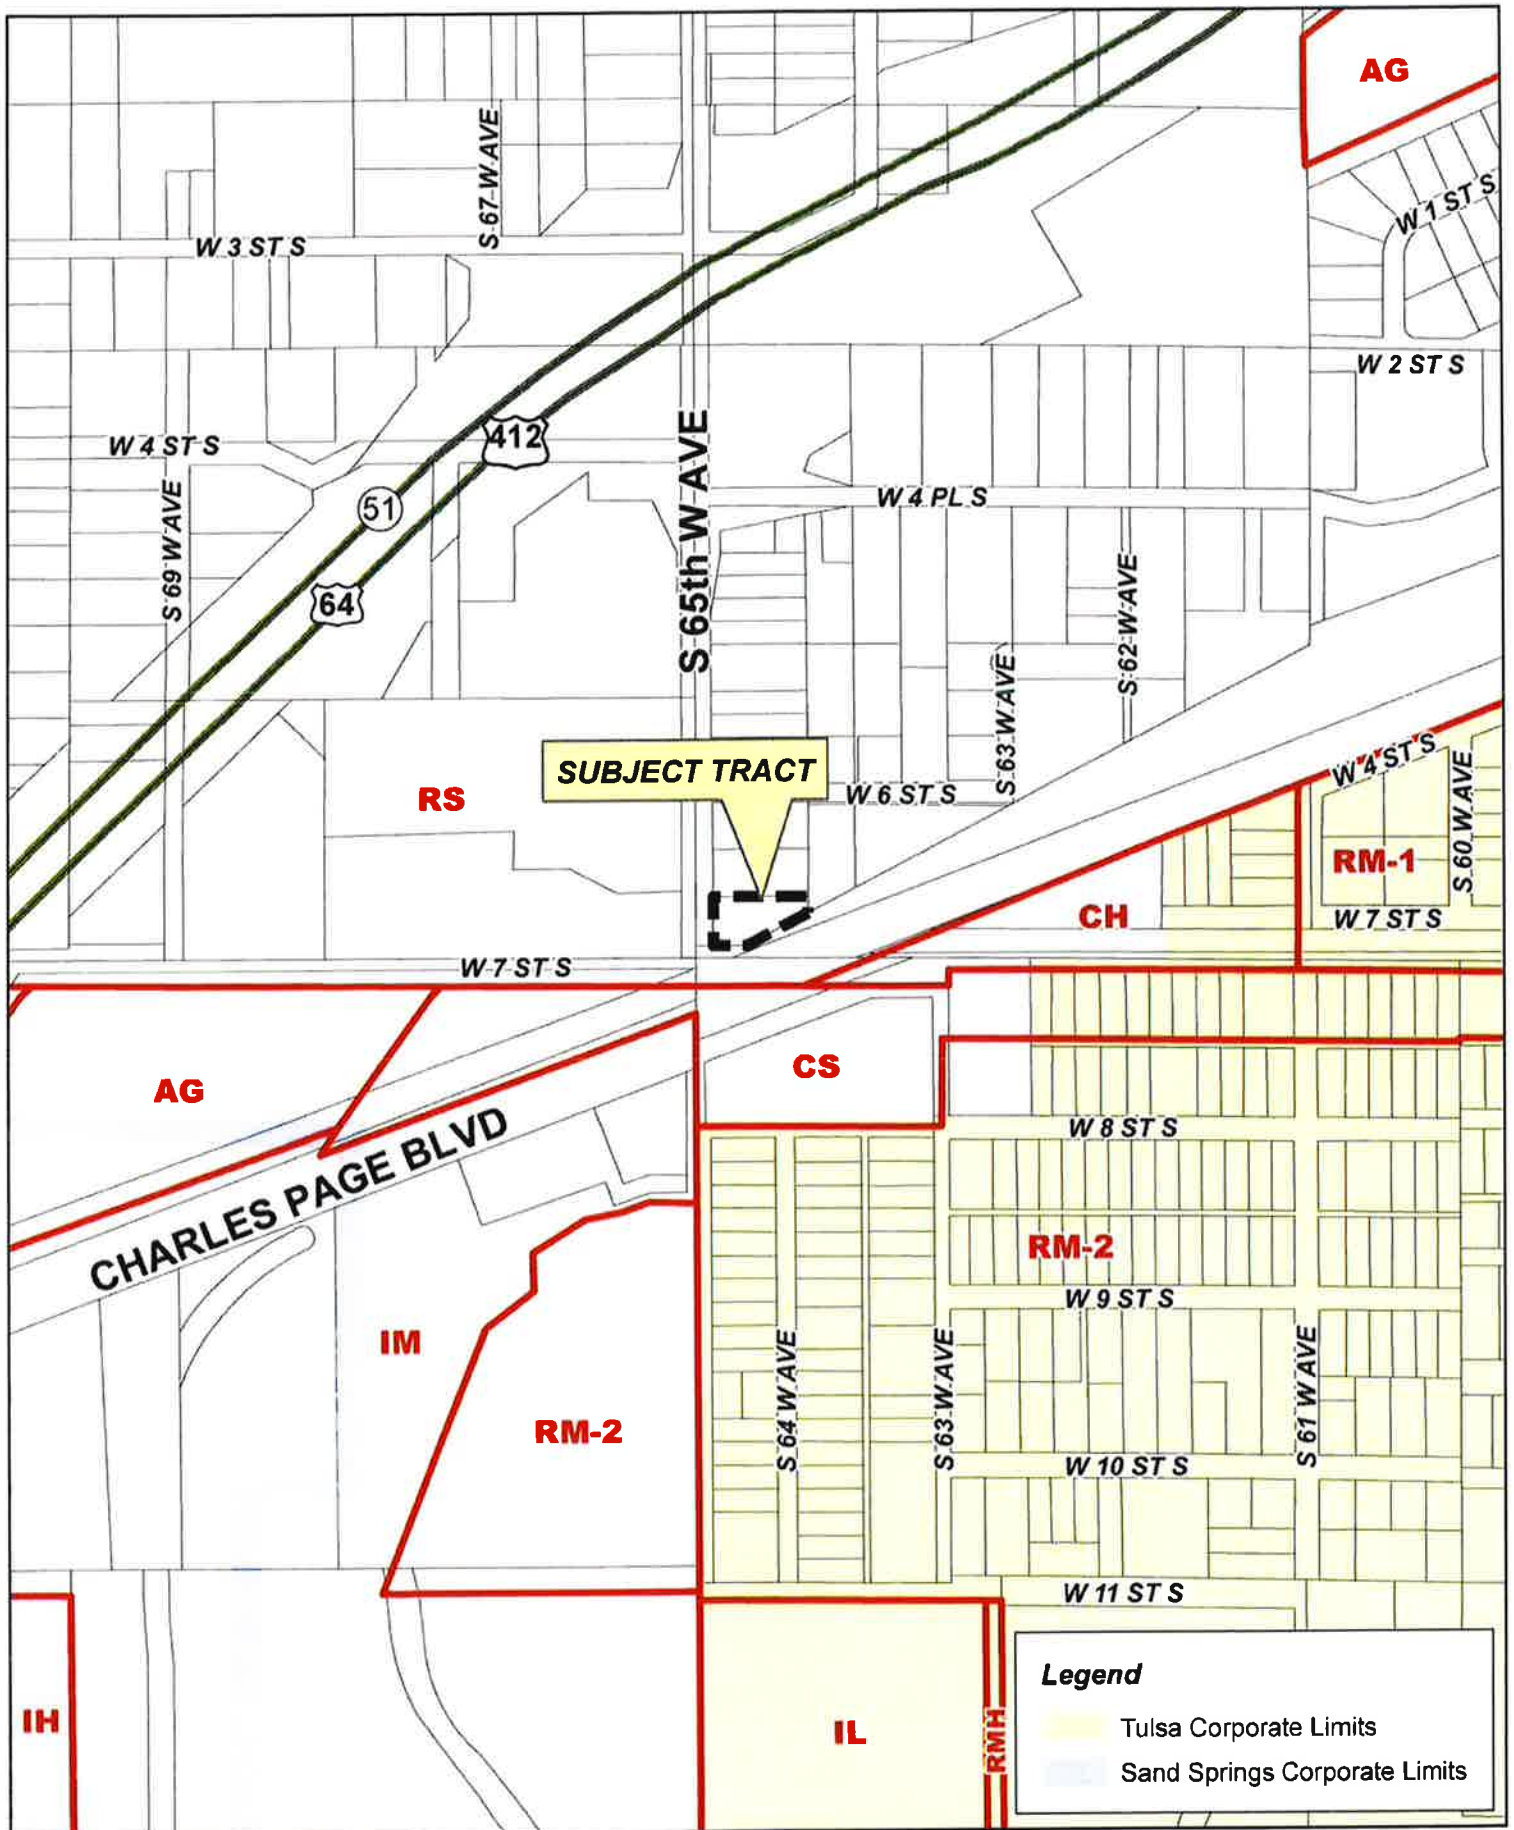 AG
S 67 W AVE
W 1 ST S
W 3 ST S
W 2 ST S
412
W 4 ST S
51
S 69 W AVE
S 65th W AVE
W 4 PL S
64
S 62 W AVE
S 63 W AVE
SUBJECT TRACT
W 6 ST S
RS
W 4 ST S
S 60 W AVE
RM-1
CH
W 7 ST S
W 7 ST S
CS
AG
CHARLES PAGE BLVD
W 8 ST S
RM-2
W 9 ST S
IM
RM-2
S 64 W AVE
S 63 W AVE
S 61 W AVE
W 10 ST S
W 11 ST S
IH
IL
RMH
Legend
Tulsa Corporate Limits
Sand Springs Corporate Limits